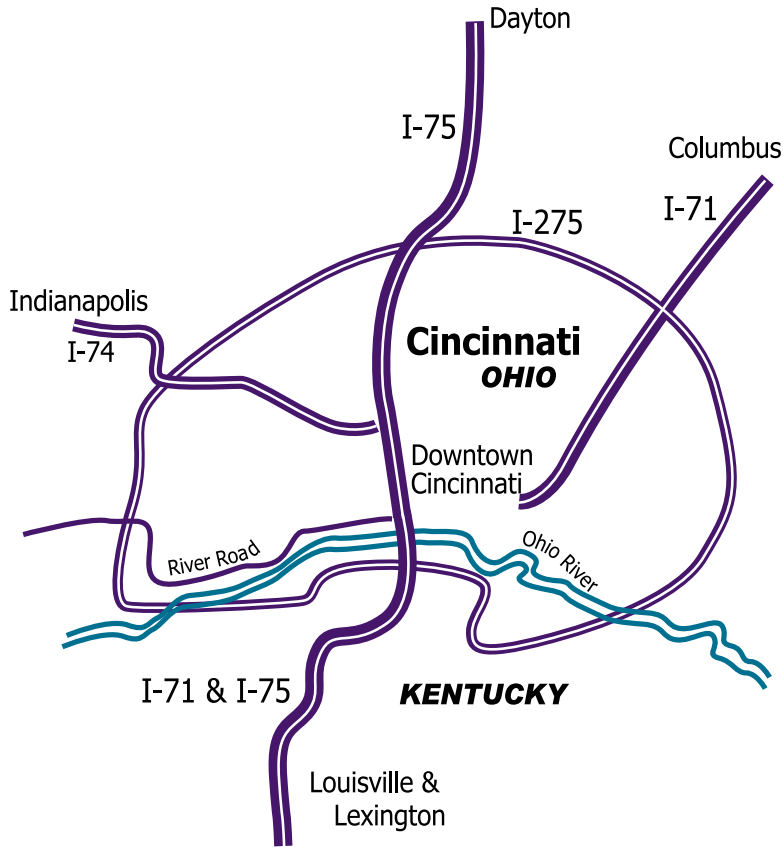 Dayton
I-75
Columbus
I-71
I-275
Indianapolis
I-74
Cincinnati
OHIO
Downtown
Cincinnati
River Road
Ohio River
I-71 & I-75
KENTUCKY
Louisville &
Lexington